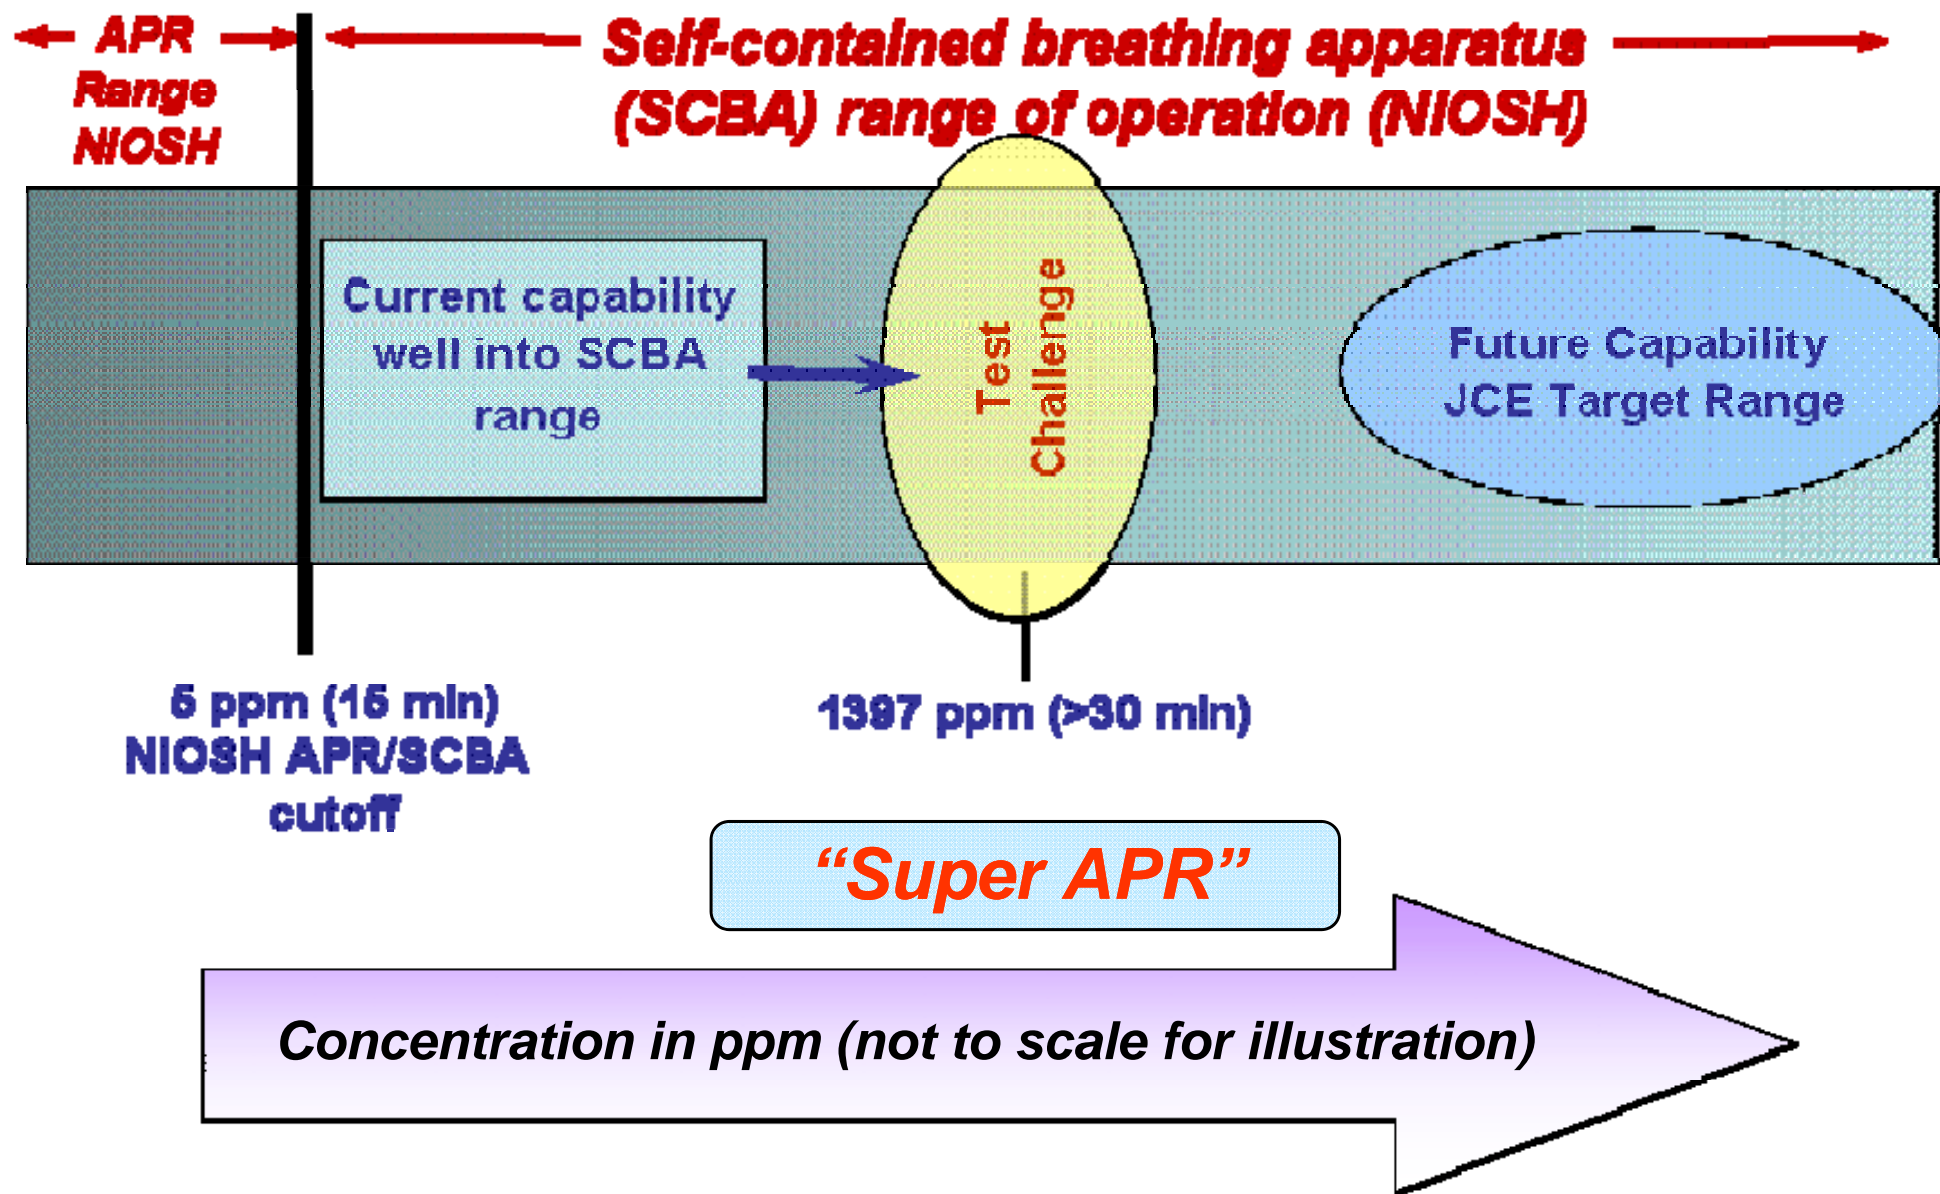 APR
Range
NIOSH
Self-contained breathing apparatus
(SCBA) range of operation (NIOSH)
Current capability
well into SCBA
range
Test
Challenge
Future Capability
JCE Target Range
5 ppm (15 min)
NIOSH APR/SCBA
cutoff
1397 ppm (>30 min)
“Super APR”
Concentration in ppm (not to scale for illustration)